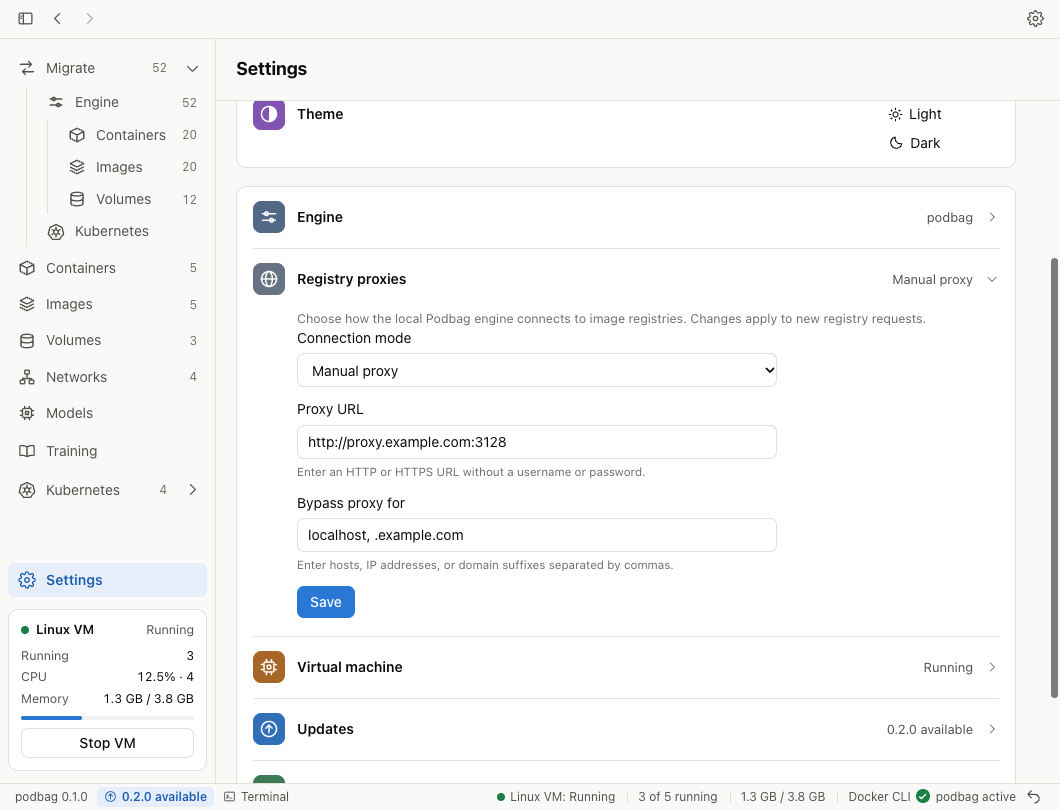 Migrate 52
Engine 52
Containers 20
Images 20
Volumes 12
Kubernetes
Containers 5
Images 5
Volumes 3
Networks 4
Models
Training
Kubernetes 4
Settings
Linux VM Running
Running 3
CPU 12.5% · 4
Memory 1.3 GB / 3.8 GB
Stop VM
Settings
Theme
Light
Dark
Engine podbag
Registry proxies Manual proxy
Choose how the local Podbag engine connects to image registries. Changes apply to new registry requests.
Connection mode
Manual proxy
Proxy URL
http://proxy.example.com:3128
Enter an HTTP or HTTPS URL without a username or password.
Bypass proxy for
localhost, .example.com
Enter hosts, IP addresses, or domain suffixes separated by commas.
Save
Virtual machine Running
Updates 0.2.0 available
podbag 0.1.0 0.2.0 available Terminal Linux VM: Running 3 of 5 running 1.3 GB / 3.8 GB Docker CLI podbag active